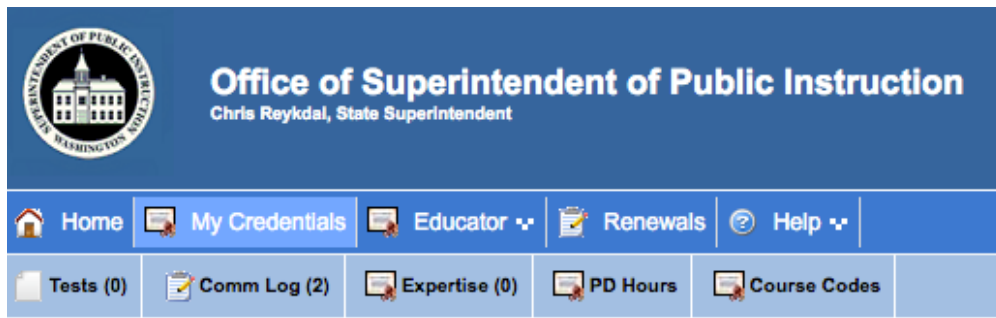 SUPERINTENDENT OF PUBLIC INSTRUCTION
WASHINGTON
Office of Superintendent of Public Instruction
Chris Reykdal, State Superintendent
Home My Credentials Educator Renewals Help
Tests (0) Comm Log (2) Expertise (0) PD Hours Course Codes